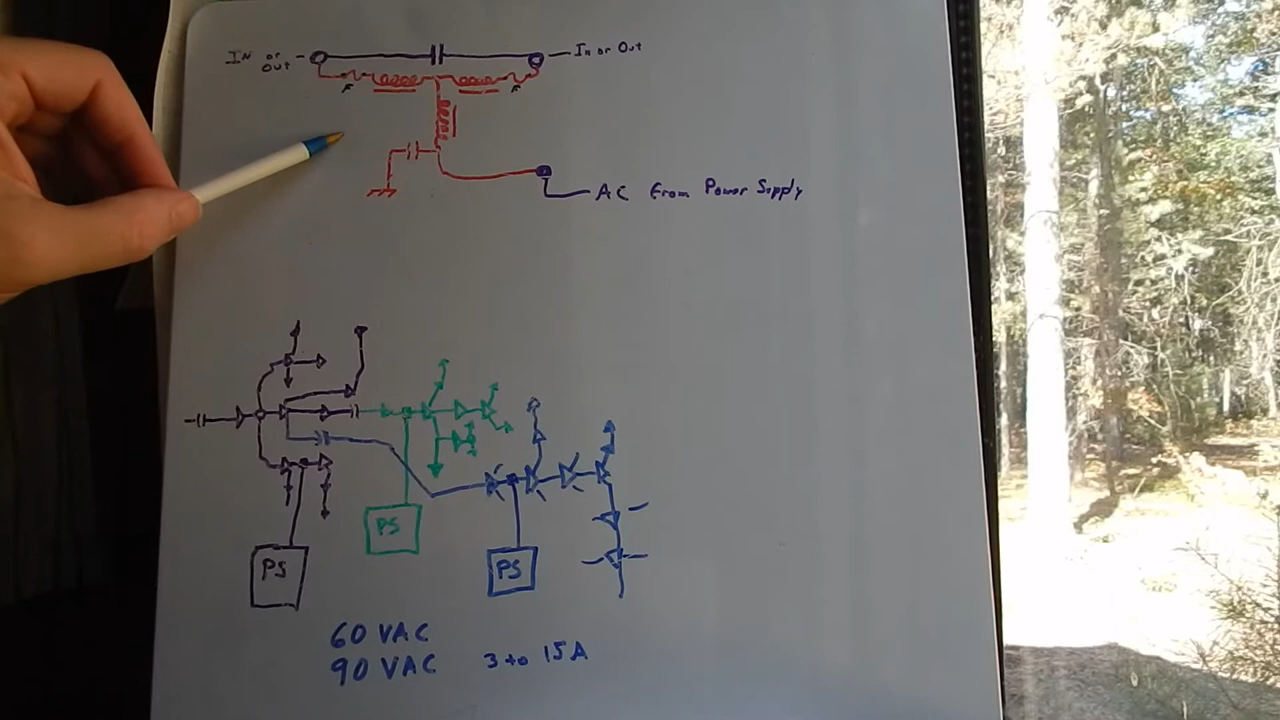 IN or
Out
In or Out
F
F
AC From Power Supply
PS
PS
PS
60 VAC
90 VAC 3 to 15A